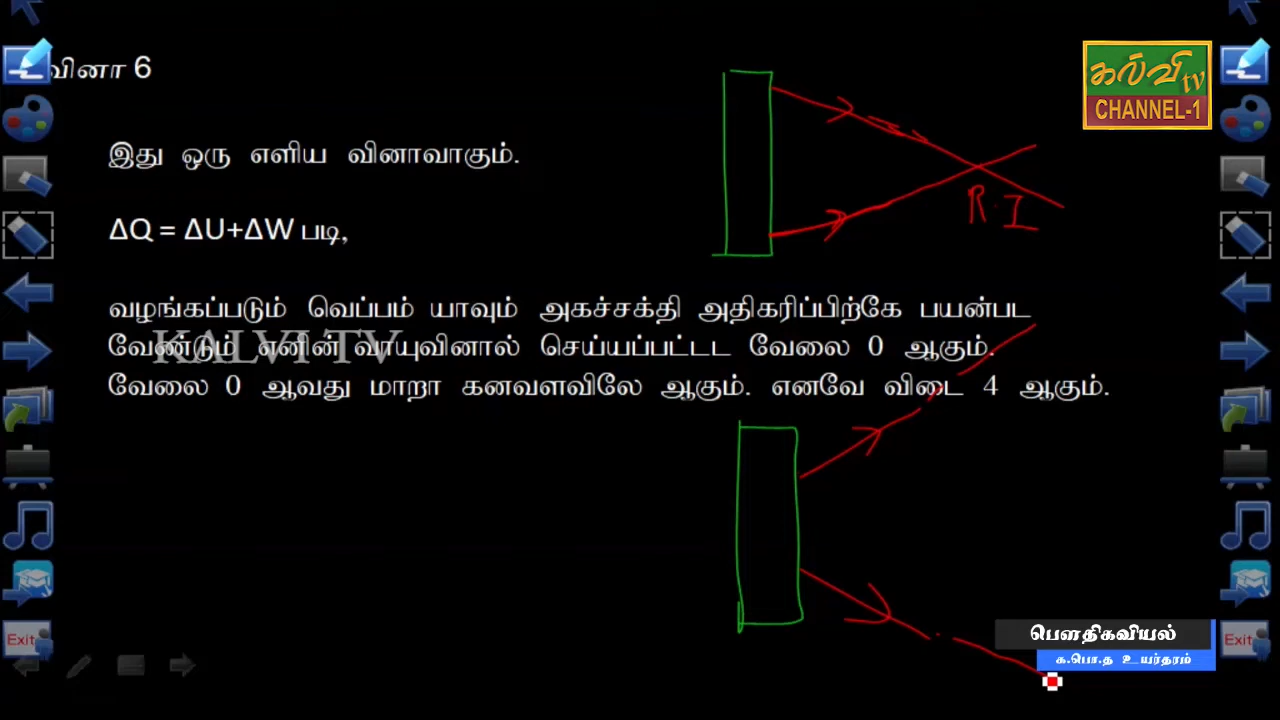 வினா 6
இது ஒரு எளிய வினாவாகும்.
ΔQ = ΔU+ΔW படி,
வழங்கப்படும் வெப்பம் யாவும் அகச்சக்தி அதிகரிப்பிற்கே பயன்பட
வேண்டும் எனின் வாயுவினால் செய்யப்பட்டட வேலை 0 ஆகும்.
வேலை 0 ஆவது மாறா கனவளவிலே ஆகும். எனவே விடை 4 ஆகும்.
R.I
KALVI TV
கல்வி tv
CHANNEL-1
பௌதிகவியல்
க.பொ.த உயர்தரம்
Exit
Exit